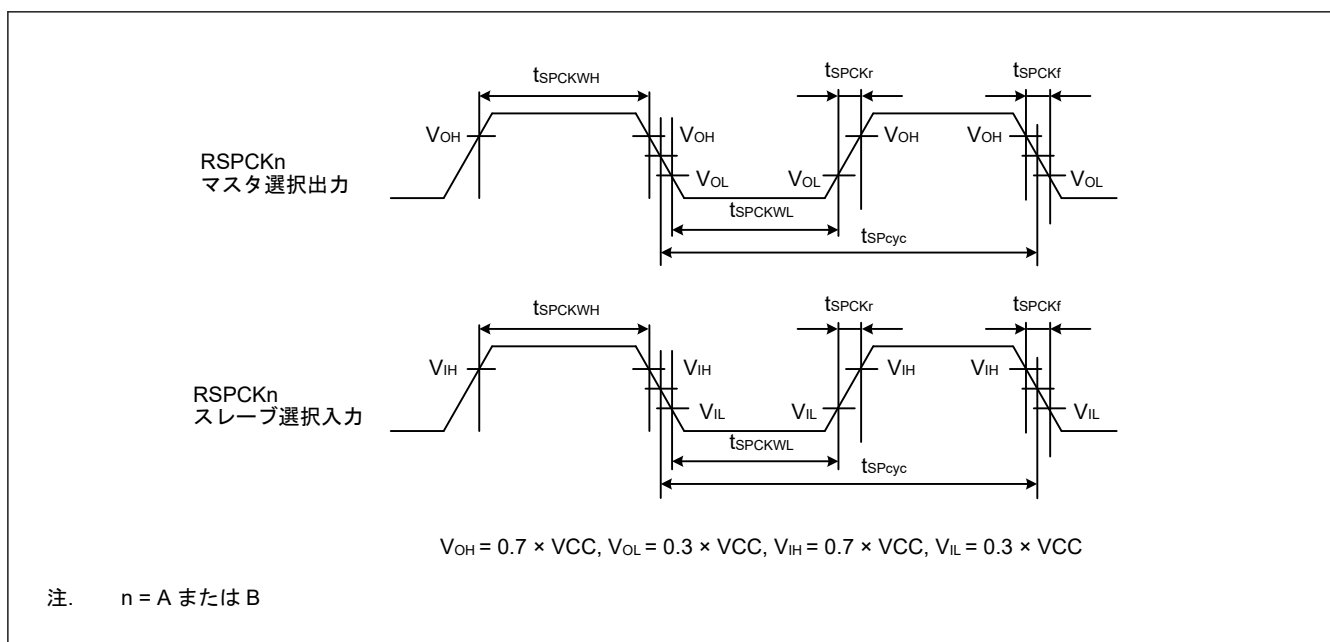 tSPCKWH
tSPCKr
tSPCKf
VOH
VOH
VOH
VOH
RSPCKn
マスタ選択出力
VOL
VOL
VOL
tSPCKWL
tSPcyc
tSPCKWH
tSPCKr
tSPCKf
VIH
VIH
VIH
VIH
RSPCKn
スレーブ選択入力
VIL
VIL
VIL
tSPCKWL
tSPcyc
VOH = 0.7 × VCC, VOL = 0.3 × VCC, VIH = 0.7 × VCC, VIL = 0.3 × VCC
注. n = A または B